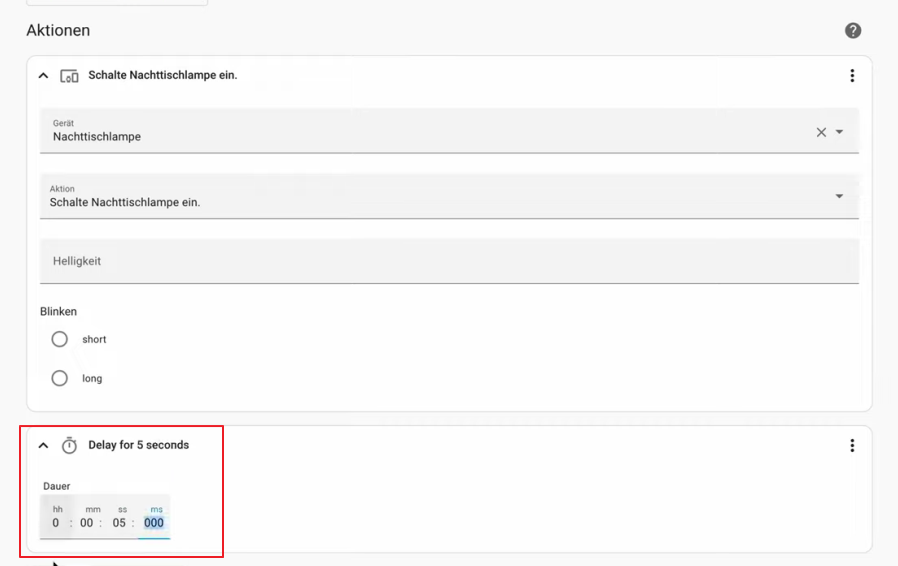 Aktionen
Schalte Nachttischlampe ein.
Gerät
Nachttischlampe
Aktion
Schalte Nachttischlampe ein.
Helligkeit
Blinken
short
long
Delay for 5 seconds
Dauer
hh mm ss ms
0 : 00 : 05 : 000